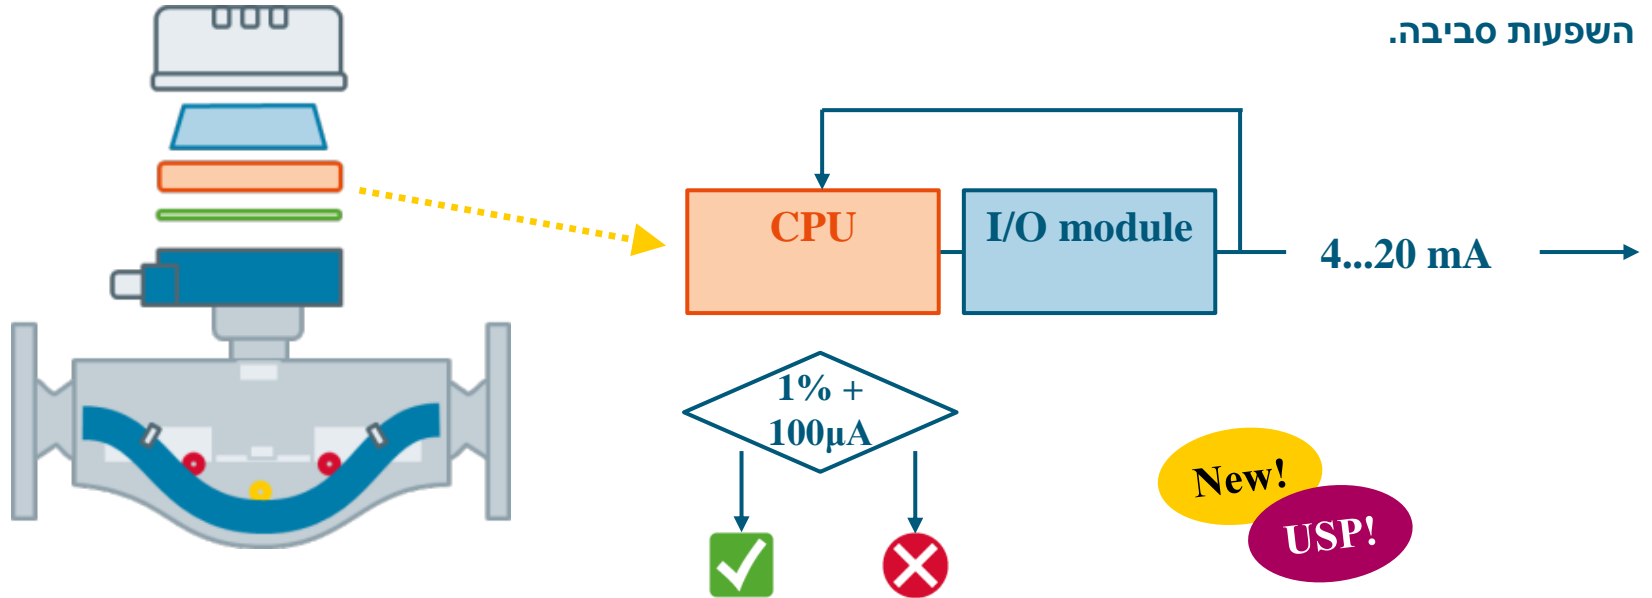 השפעות סביבה.
CPU
I/O module
4...20 mA
1% +
100µA
New!
USP!